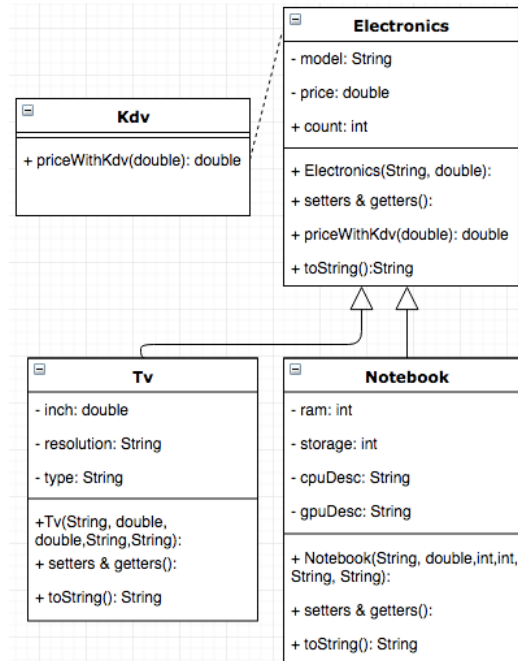 Electronics
- model: String
- price: double
+ count: int
+ Electronics(String, double):
+ setters & getters():
+ priceWithKdv(double): double
+ toString():String
Kdv
+ priceWithKdv(double): double
Tv
- inch: double
- resolution: String
- type: String
+Tv(String, double,
double,String,String):
+ setters & getters():
+ toString(): String
Notebook
- ram: int
- storage: int
- cpuDesc: String
- gpuDesc: String
+ Notebook(String, double,int,int,
String, String):
+ setters & getters():
+ toString(): String